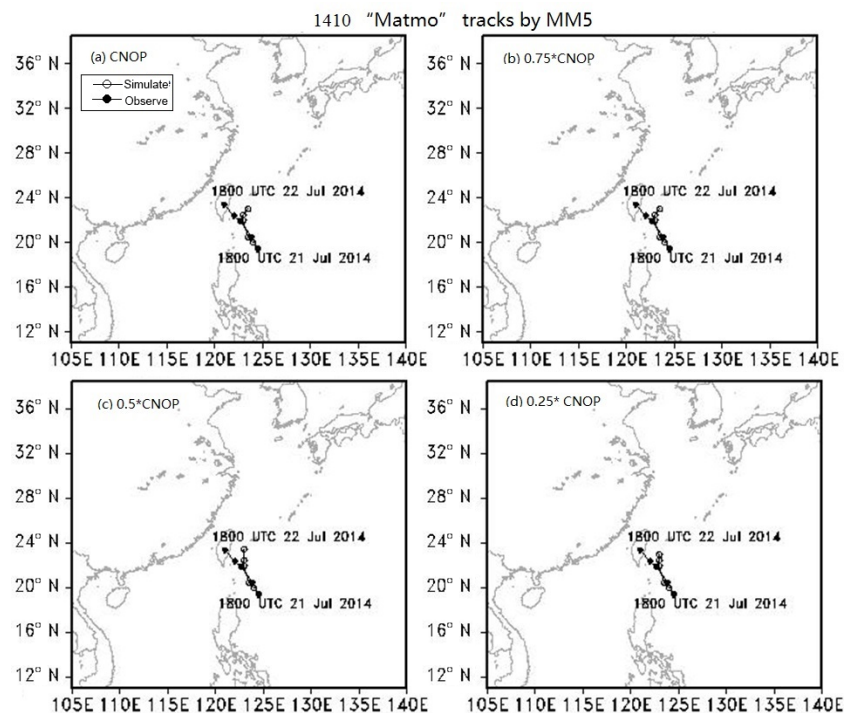 1410 “Matmo” tracks by MM5
(a) CNOP
Simulate
Observe
36° N
32° N
28° N
24° N
20° N
16° N
12° N
1800 UTC 22 Jul 2014
1800 UTC 21 Jul 2014
105E 110E 115E 120E 125E 130E 135E 140E
(b) 0.75*CNOP
36° N
32° N
28° N
24° N
20° N
16° N
12° N
1800 UTC 22 Jul 2014
1800 UTC 21 Jul 2014
105E 110E 115E 120E 125E 130E 135E 140E
(c) 0.5*CNOP
36° N
32° N
28° N
24° N
20° N
16° N
12° N
1800 UTC 22 Jul 2014
1800 UTC 21 Jul 2014
105E 110E 115E 120E 125E 130E 135E 140E
(d) 0.25* CNOP
36° N
32° N
28° N
24° N
20° N
16° N
12° N
1800 UTC 22 Jul 2014
1800 UTC 21 Jul 2014
105E 110E 115E 120E 125E 130E 135E 140E